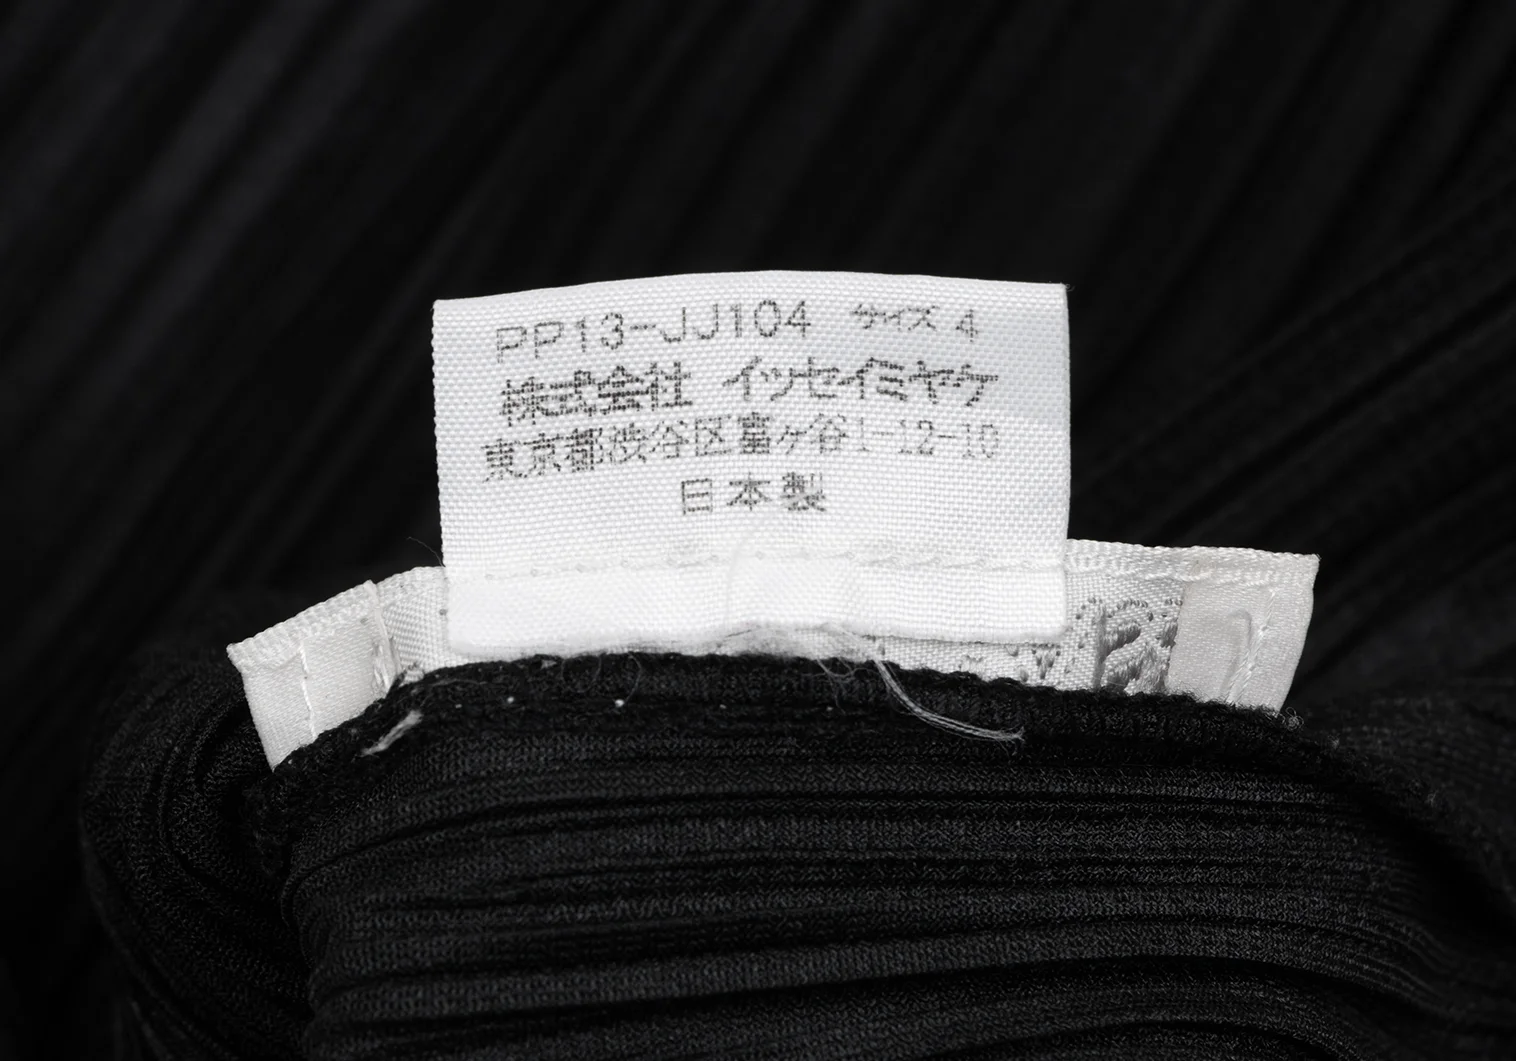 PP13-JJ104 サイズ 4
株式会社 イッセイミヤケ
東京都渋谷区富ヶ谷1-12-10
日本製